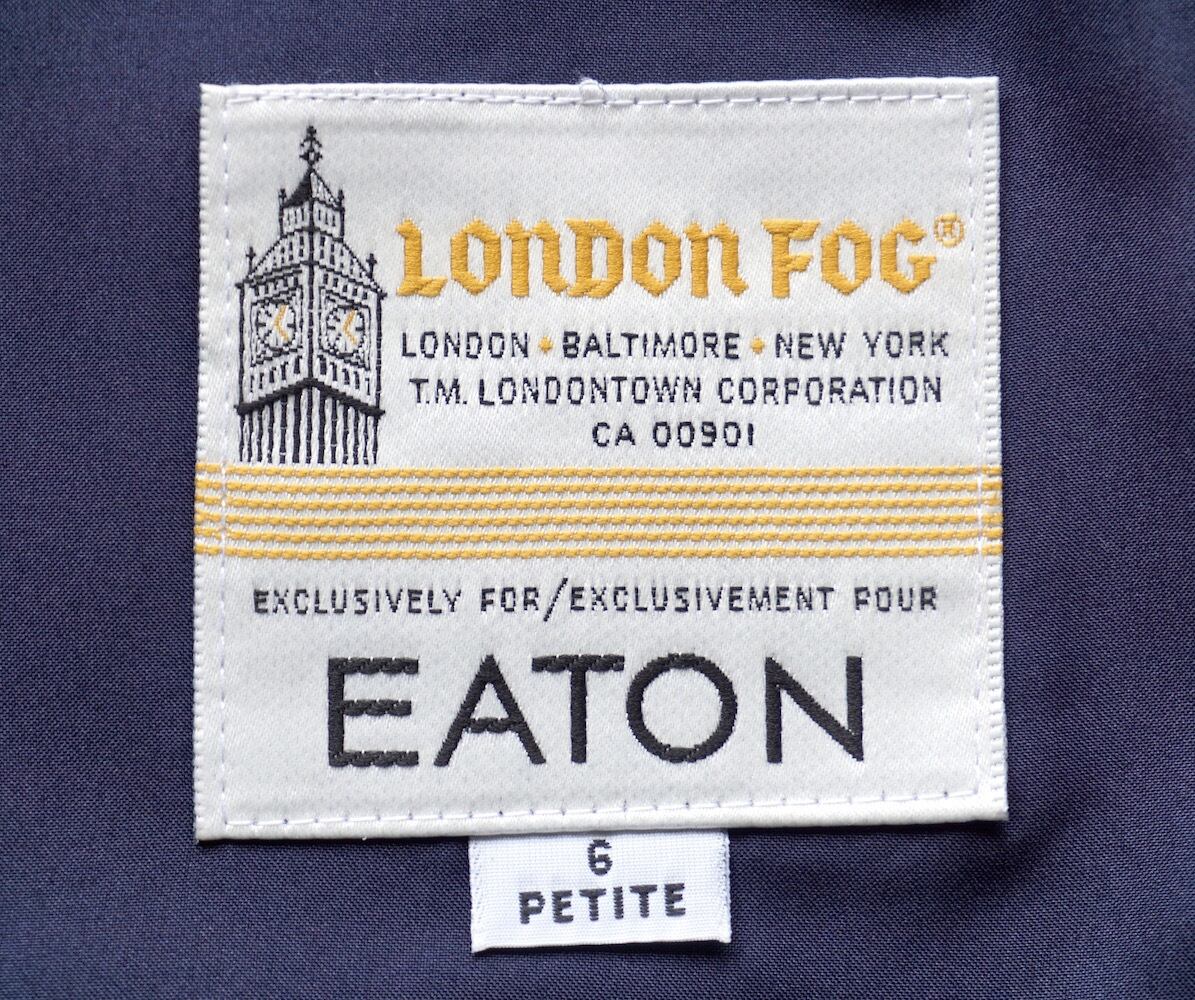 LONDON FOG®
LONDON • BALTIMORE • NEW YORK
T.M. LONDONTOWN CORPORATION
CA 00901
EXCLUSIVELY FOR/EXCLUSIVEMENT POUR
EATON
6
PETITE